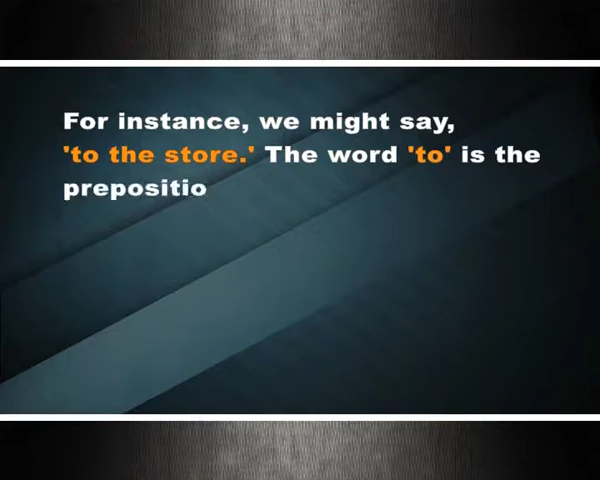 For instance, we might say,
'to the store.' The word 'to' is the
prepositio